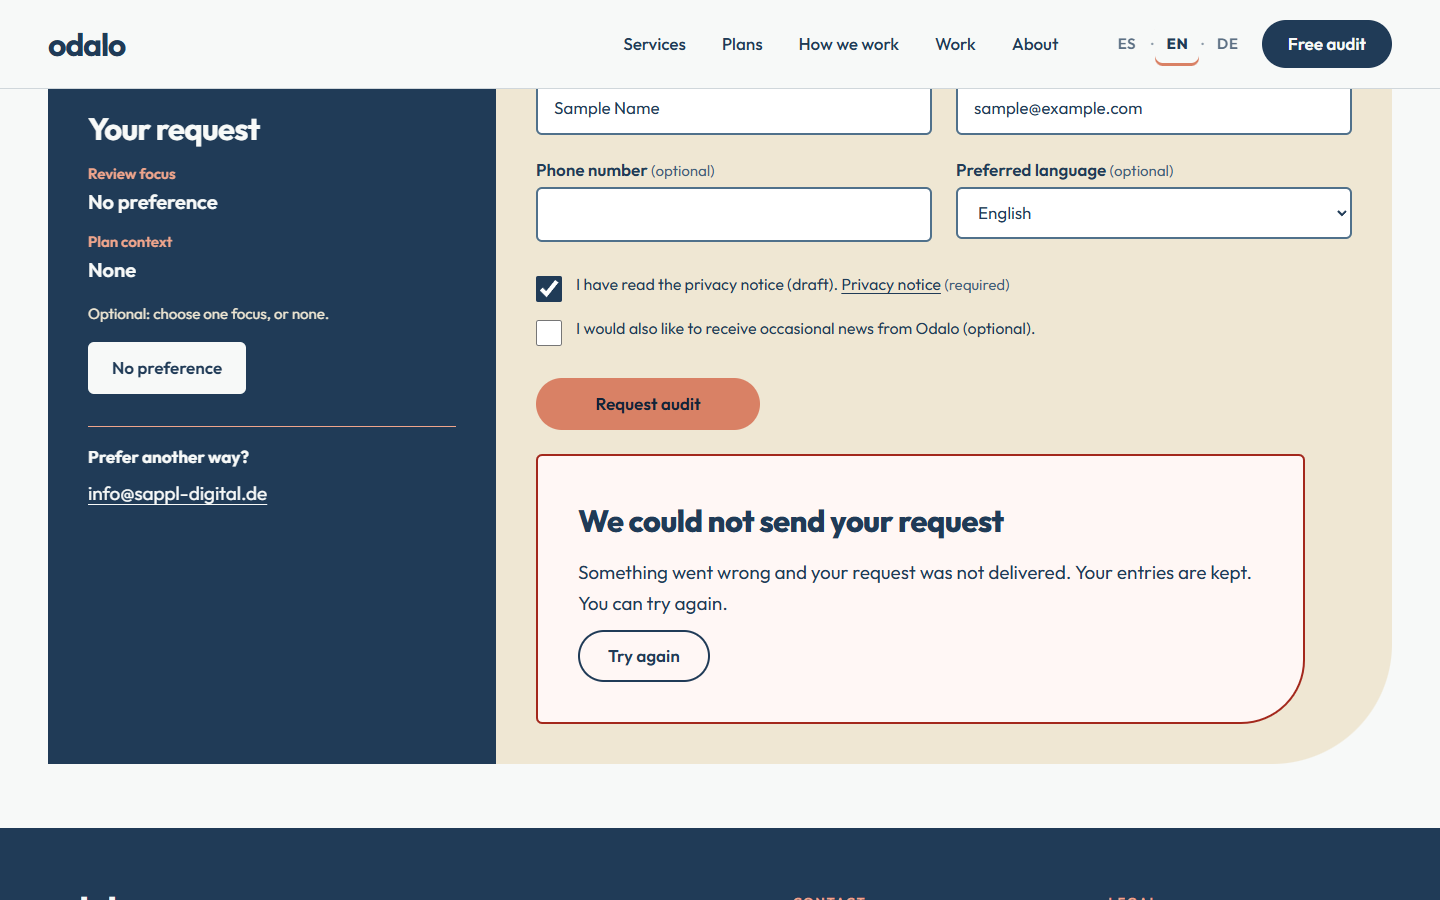 odalo
Services
Plans
How we work
Work
About
ES · EN · DE
Free audit
Your request
Review focus
No preference
Plan context
None
Optional: choose one focus, or none.
No preference
Prefer another way?
info@sappl-digital.de
Sample Name
sample@example.com
Phone number (optional)
Preferred language (optional)
English
I have read the privacy notice (draft). Privacy notice (required)
I would also like to receive occasional news from Odalo (optional).
Request audit
We could not send your request
Something went wrong and your request was not delivered. Your entries are kept.
You can try again.
Try again